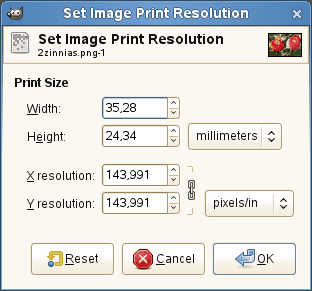 Set Image Print Resolution
Set Image Print Resolution
2zinnias.png-1
Print Size
Width: 35,28
Height: 24,34 millimeters
X resolution: 143,991
Y resolution: 143,991 pixels/in
Reset Cancel OK